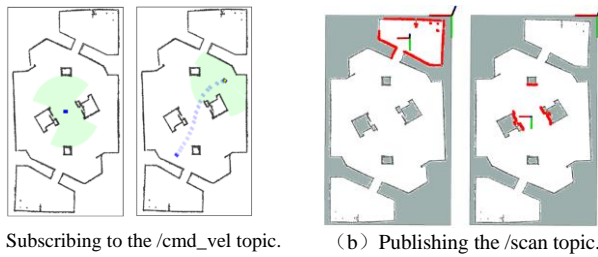 Subscribing to the /cmd_vel topic.
（b）Publishing the /scan topic.